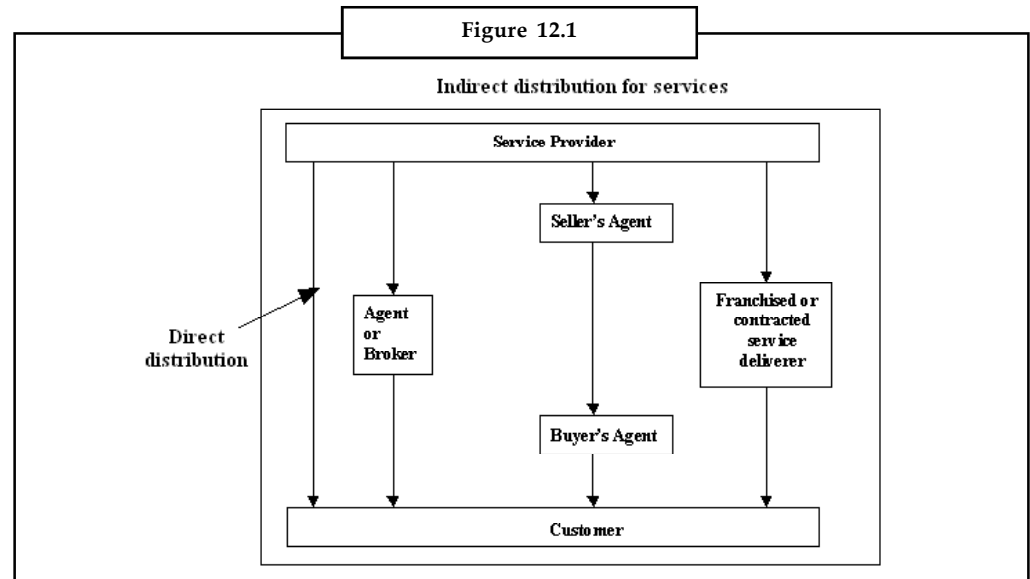 Figure 12.1
Indirect distribution for services
Service Provider
Seller's Agent
Agent
or
Broker
Franchised or
contracted
service
deliverer
Direct
distribution
Buyer's Agent
Customer